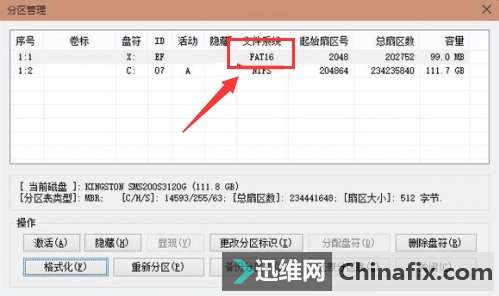 分区管理
序号 卷标 盘符 ID 活动 隐藏 文件系统 起始扇区号 总扇区数 容量
1:1 X: EF FAT16 2048 202752 99.0 MB
1:2 C: 07 A NTFS 204864 234235840 111.7 GB
[ 当前磁盘 ]: KINGSTON SMS200S3120G (111.8 GB)
[分区表类型]: MBR; [C/H/S]: 14593/255/63; [总扇区数]: 234441648; [扇区大小]: 512 字节.
操作
激活(A) 隐藏(H) 显现(V) 更改分区标识(I) 分配盘符(M) 删除盘符(R)
格式化(F) 重新分区(E)
迅维网 Chinafix.com